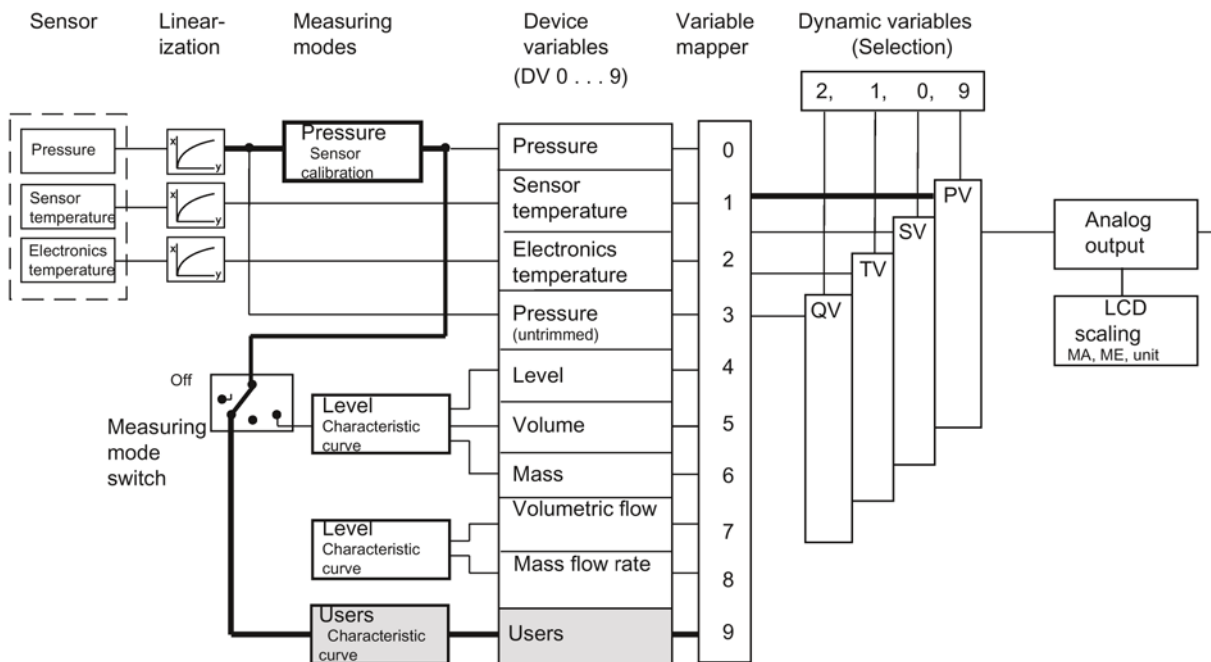 Sensor
Linear-
ization
Measuring
modes
Device
variables
(DV 0 . . . 9)
Variable
mapper
Dynamic variables
(Selection)
2, 1, 0, 9
Pressure
x
y
Pressure
Sensor
calibration
Pressure
0
Sensor
temperature
x
y
Sensor
temperature
1
PV
Analog
output
SV
Electronics
temperature
x
y
Electronics
temperature
2
TV
Pressure
(untrimmed)
3
QV
LCD
scaling
MA, ME, unit
Off
Measuring
mode
switch
Level
Characteristic
curve
Level
4
Volume
5
Mass
6
Level
Characteristic
curve
Volumetric flow
7
Mass flow rate
8
Users
Characteristic
curve
Users
9